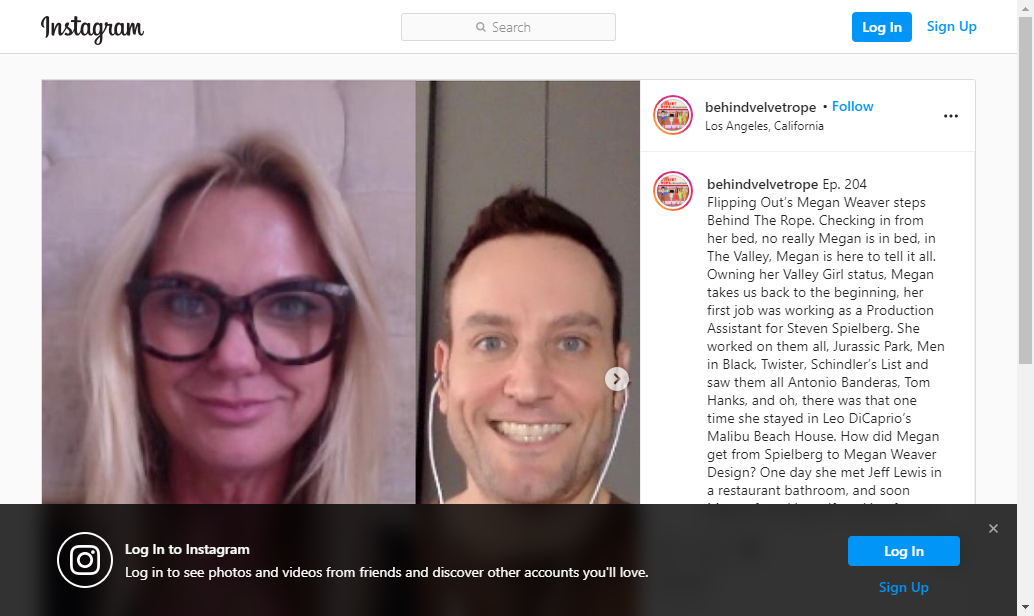 Instagram
Search
Log In
Sign Up
behindvelvetrope • Follow
Los Angeles, California
behindvelvetrope Ep. 204
Flipping Out's Megan Weaver steps
Behind The Rope. Checking in from
her bed, no really Megan is in bed, in
The Valley, Megan is here to tell it all.
Owning her Valley Girl status, Megan
takes us back to the beginning, her
first job was working as a Production
Assistant for Steven Spielberg. She
worked on them all, Jurassic Park, Men
in Black, Twister, Schindler's List and
saw them all Antonio Banderas, Tom
Hanks, and oh, there was that one
time she stayed in Leo DiCaprio's
Malibu Beach House. How did Megan
get from Spielberg to Megan Weaver
Design? One day she met Jeff Lewis in
a restaurant bathroom, and soon
Log In to Instagram
Log in to see photos and videos from friends and discover other accounts you'll love.
Log In
Sign Up